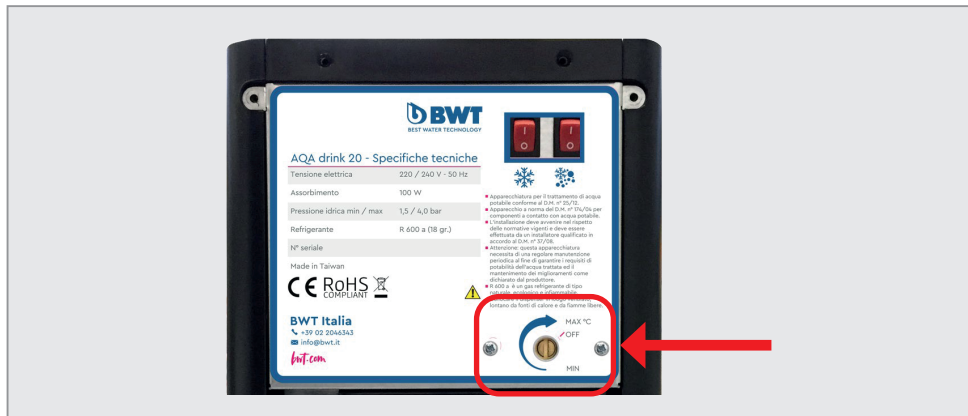 BWT
BEST WATER TECHNOLOGY
AQA drink 20 - Specifiche tecniche
Tensione elettrica 220 / 240 V - 50 Hz
Assorbimento 100 W
Pressione idrica min / max 1,5 / 4,0 bar
Refrigerante R 600 a (18 gr.)
N° seriale
Made in Taiwan
CE RoHS
COMPLIANT
BWT Italia
+39 02 2046343
info@bwt.it
bwt.com
I I
O O
Apparecchiatura per il trattamento di acqua
potabile conforme al D.M. n° 25/12.
Apparecchio a norma del D.M. n° 174/04 per
componenti a contatto con acqua potabile.
L'installazione deve avvenire nel rispetto
delle normative vigenti e deve essere
effettuata da un installatore qualificato in
accordo al D.M. n° 37/08.
Attenzione: questa apparecchiatura
necessita di una regolare manutenzione
periodica al fine di garantire i requisiti di
potabilità dell'acqua trattata ed il
mantenimento dei miglioramenti come
dichiarato dal produttore.
R 600 a è un gas refrigerante di tipo
naturale, ecologico e infiammabile.
lontano da fonti di calore e da fiamme libere.
MAX °C
OFF
MIN